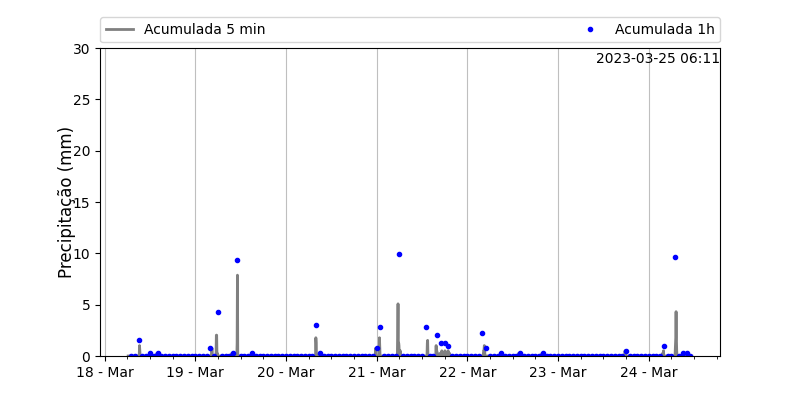 Acumulada 5 min
Acumulada 1h
2023-03-25 06:11
Precipitação (mm)
30
25
20
15
10
5
0
18 - Mar
19 - Mar
20 - Mar
21 - Mar
22 - Mar
23 - Mar
24 - Mar